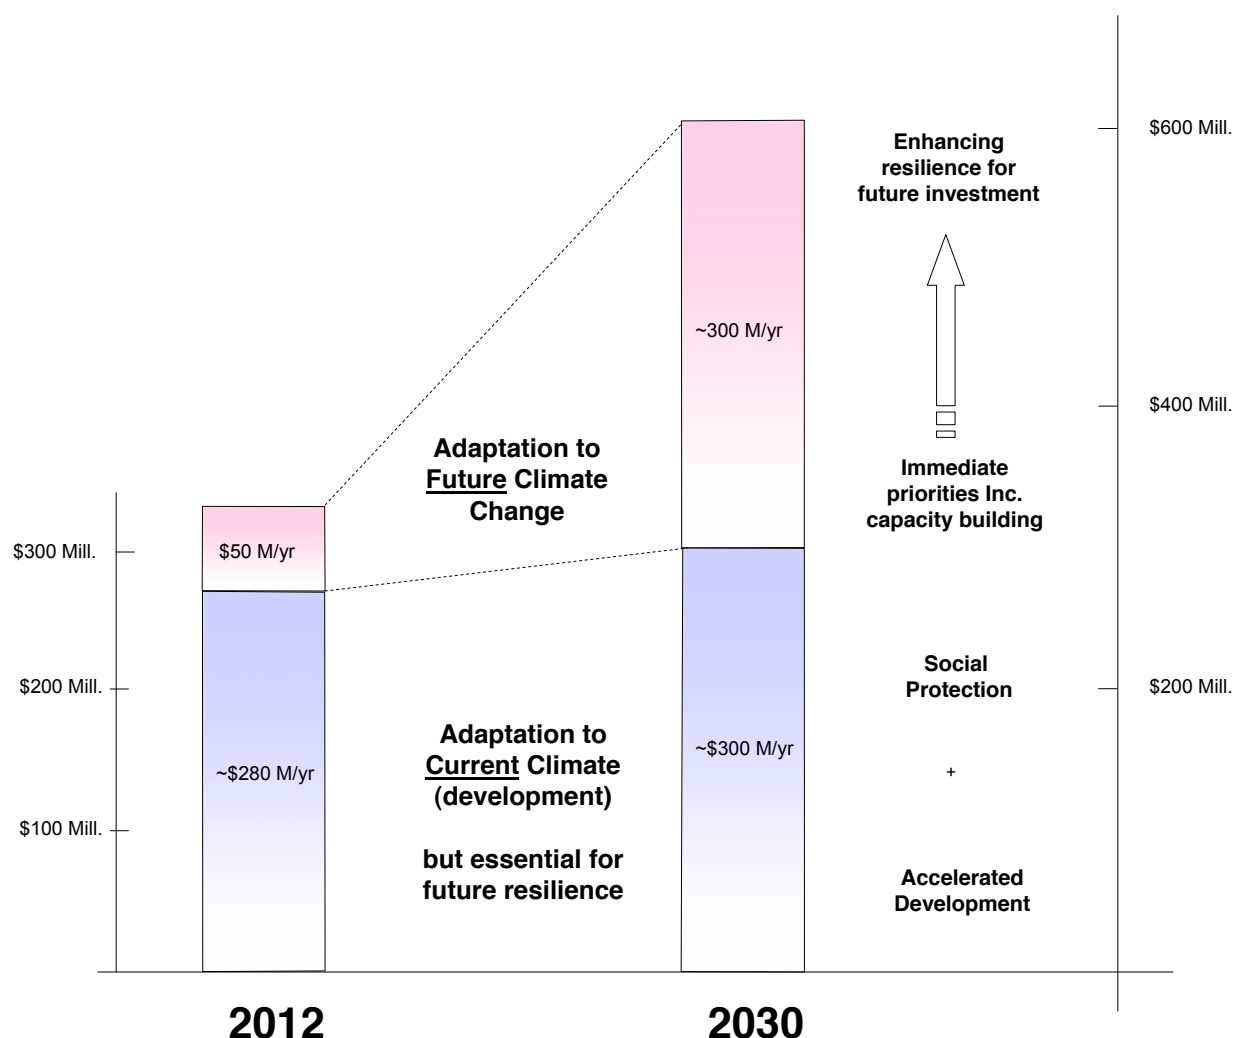 $600 Mill.
Enhancing
resilience for
future investment
~300 M/yr
$400 Mill.
Adaptation to
Future Climate
Change
Immediate
priorities Inc.
capacity building
$300 Mill.
$50 M/yr
Social
Protection
$200 Mill.
$200 Mill.
Adaptation to
Current Climate
(development)
~$300 M/yr
~$280 M/yr
+
$100 Mill.
but essential for
future resilience
Accelerated
Development
2012
2030